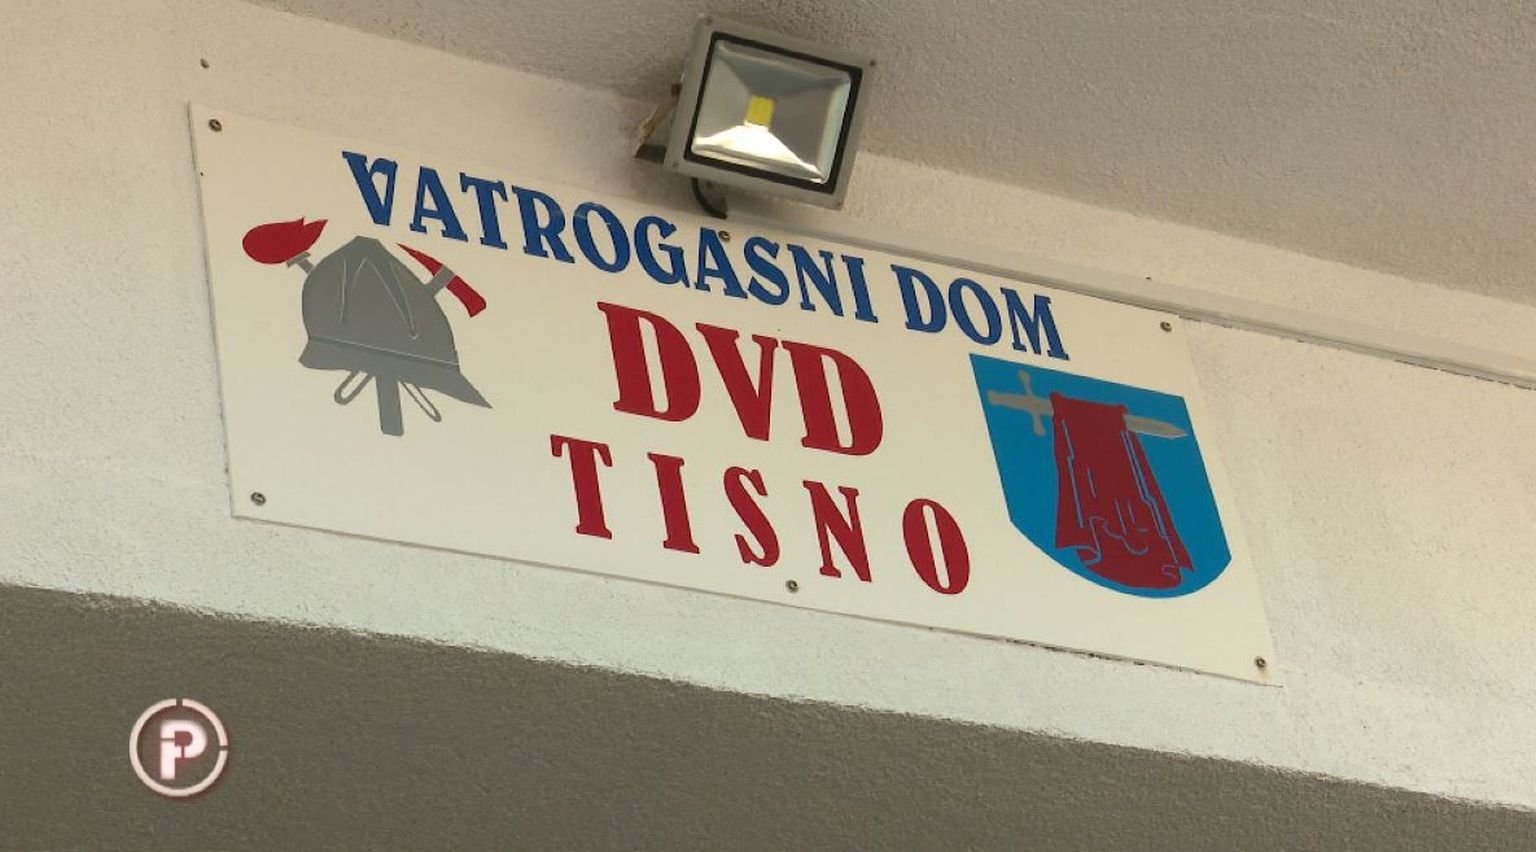 VATROGASNI DOM
DVD
TISNO
P